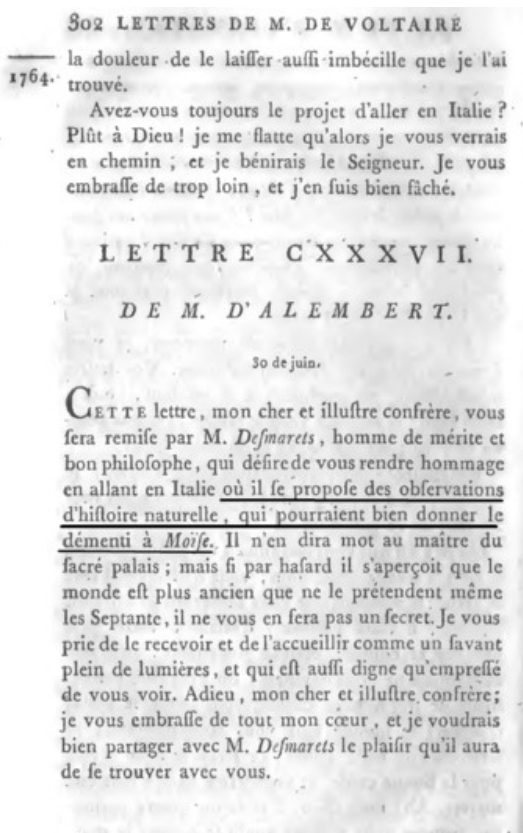 302 LETTRES DE M. DE VOLTAIRE
la douleur de le laiſſer auſſi imbécille que je l'ai
1764. trouvé.
Avez-vous toujours le projet d'aller en Italie ?
Plût à Dieu ! je me flatte qu'alors je vous verrais
en chemin ; et je bénirais le Seigneur. Je vous
embraſſe de trop loin , et j'en ſuis bien fâché.
LETTRE CXXXVII.
DE M. D'ALEMBERT.
30 de juin.
CETTE lettre , mon cher et illuſtre confrère , vous
ſera remiſe par M. Deſmarets , homme de mérite et
bon philoſophe , qui déſire de vous rendre hommage
en allant en Italie où il ſe propoſe des obſervations
d'hiſtoire naturelle , qui pourraient bien donner le
démenti à Moïſe. Il n'en dira mot au maître du
ſacré palais ; mais ſi par haſard il s'aperçoit que le
monde eſt plus ancien que ne le prétendent même
les Septante , il ne vous en ſera pas un ſecret. Je vous
prie de le recevoir et de l'accueillir comme un ſavant
plein de lumières , et qui eſt auſſi digne qu'empreſſé
de vous voir. Adieu , mon cher et illuſtre confrère ;
je vous embraſſe de tout mon cœur , et je voudrais
bien partager avec M. Deſmarets le plaiſir qu'il aura
de ſe trouver avec vous.